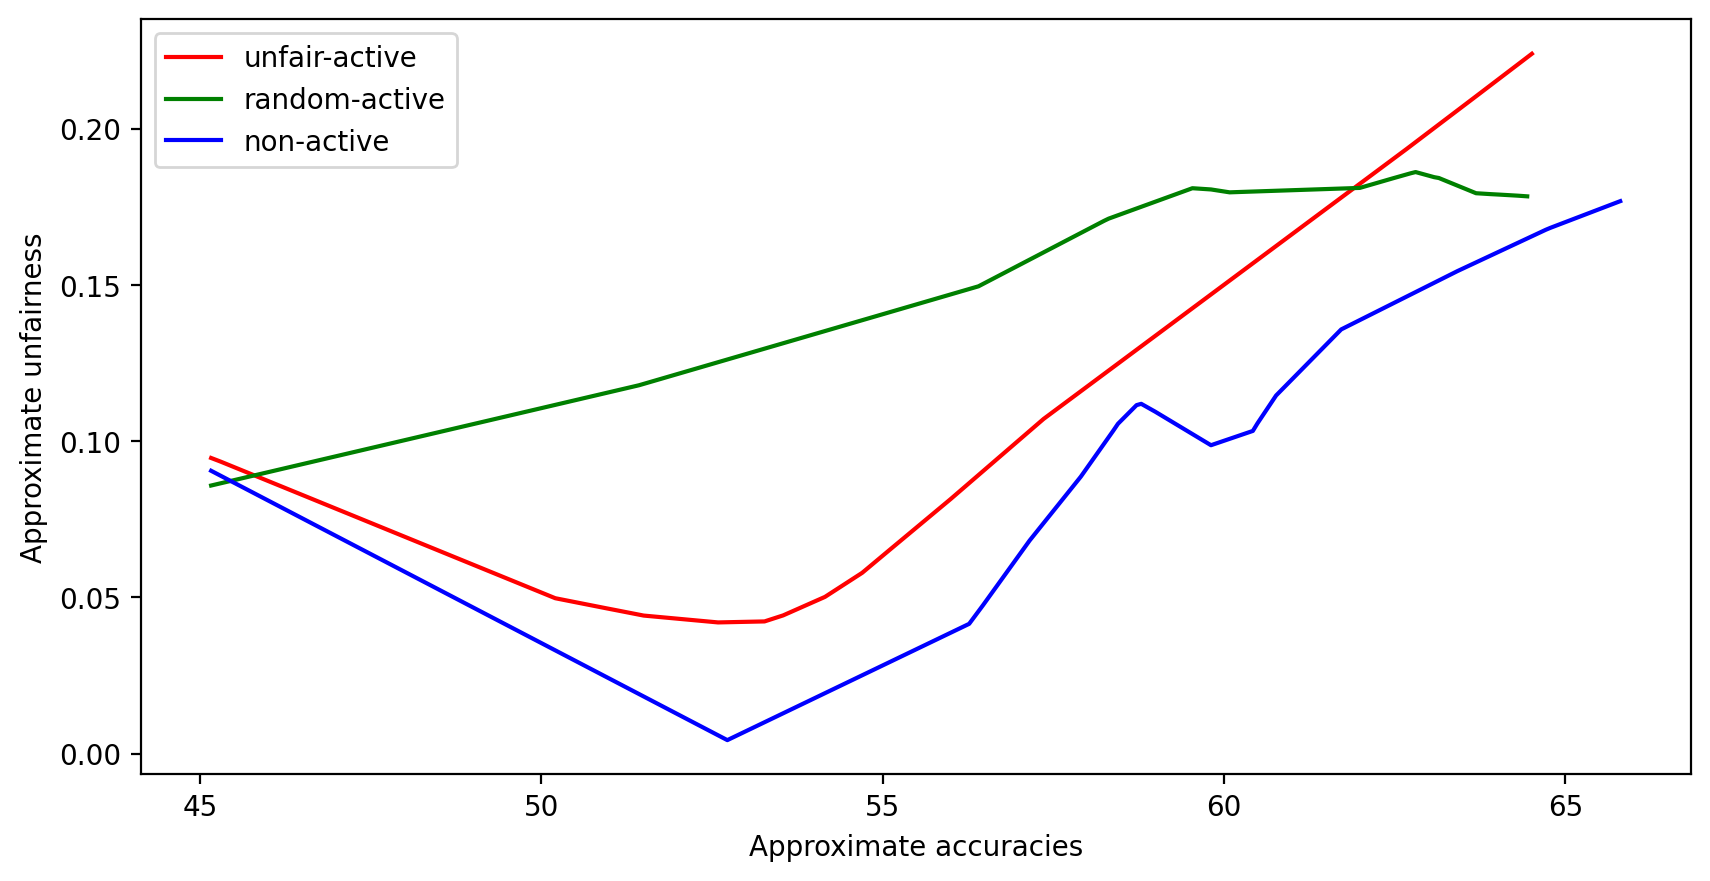 unfair-active
random-active
non-active
0.20
0.15
0.10
0.05
0.00
Approximate unfairness
45 50 55 60 65
Approximate accuracies